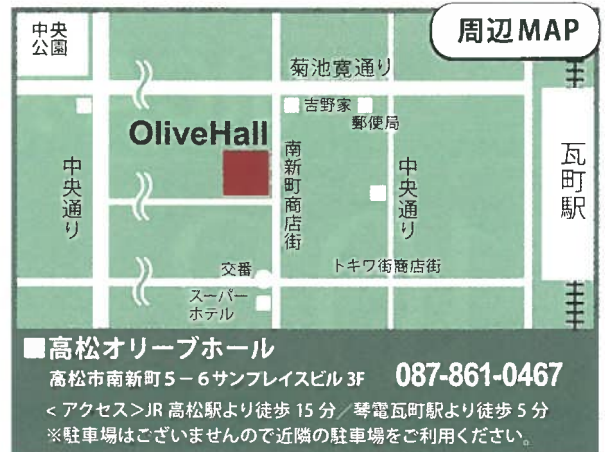 周辺MAP
中央
公園
菊池寛通り
吉野家
郵便局
OliveHall
中央通り
南新町商店街
中央通り
瓦町駅
交番
トキワ街商店街
スーパー
ホテル
■高松オリーブホール
高松市南新町5－6サンプレイスビル3F 087-861-0467
<アクセス>JR高松駅より徒歩15分／琴電瓦町駅より徒歩5分
※駐車場はございませんので近隣の駐車場をご利用ください。